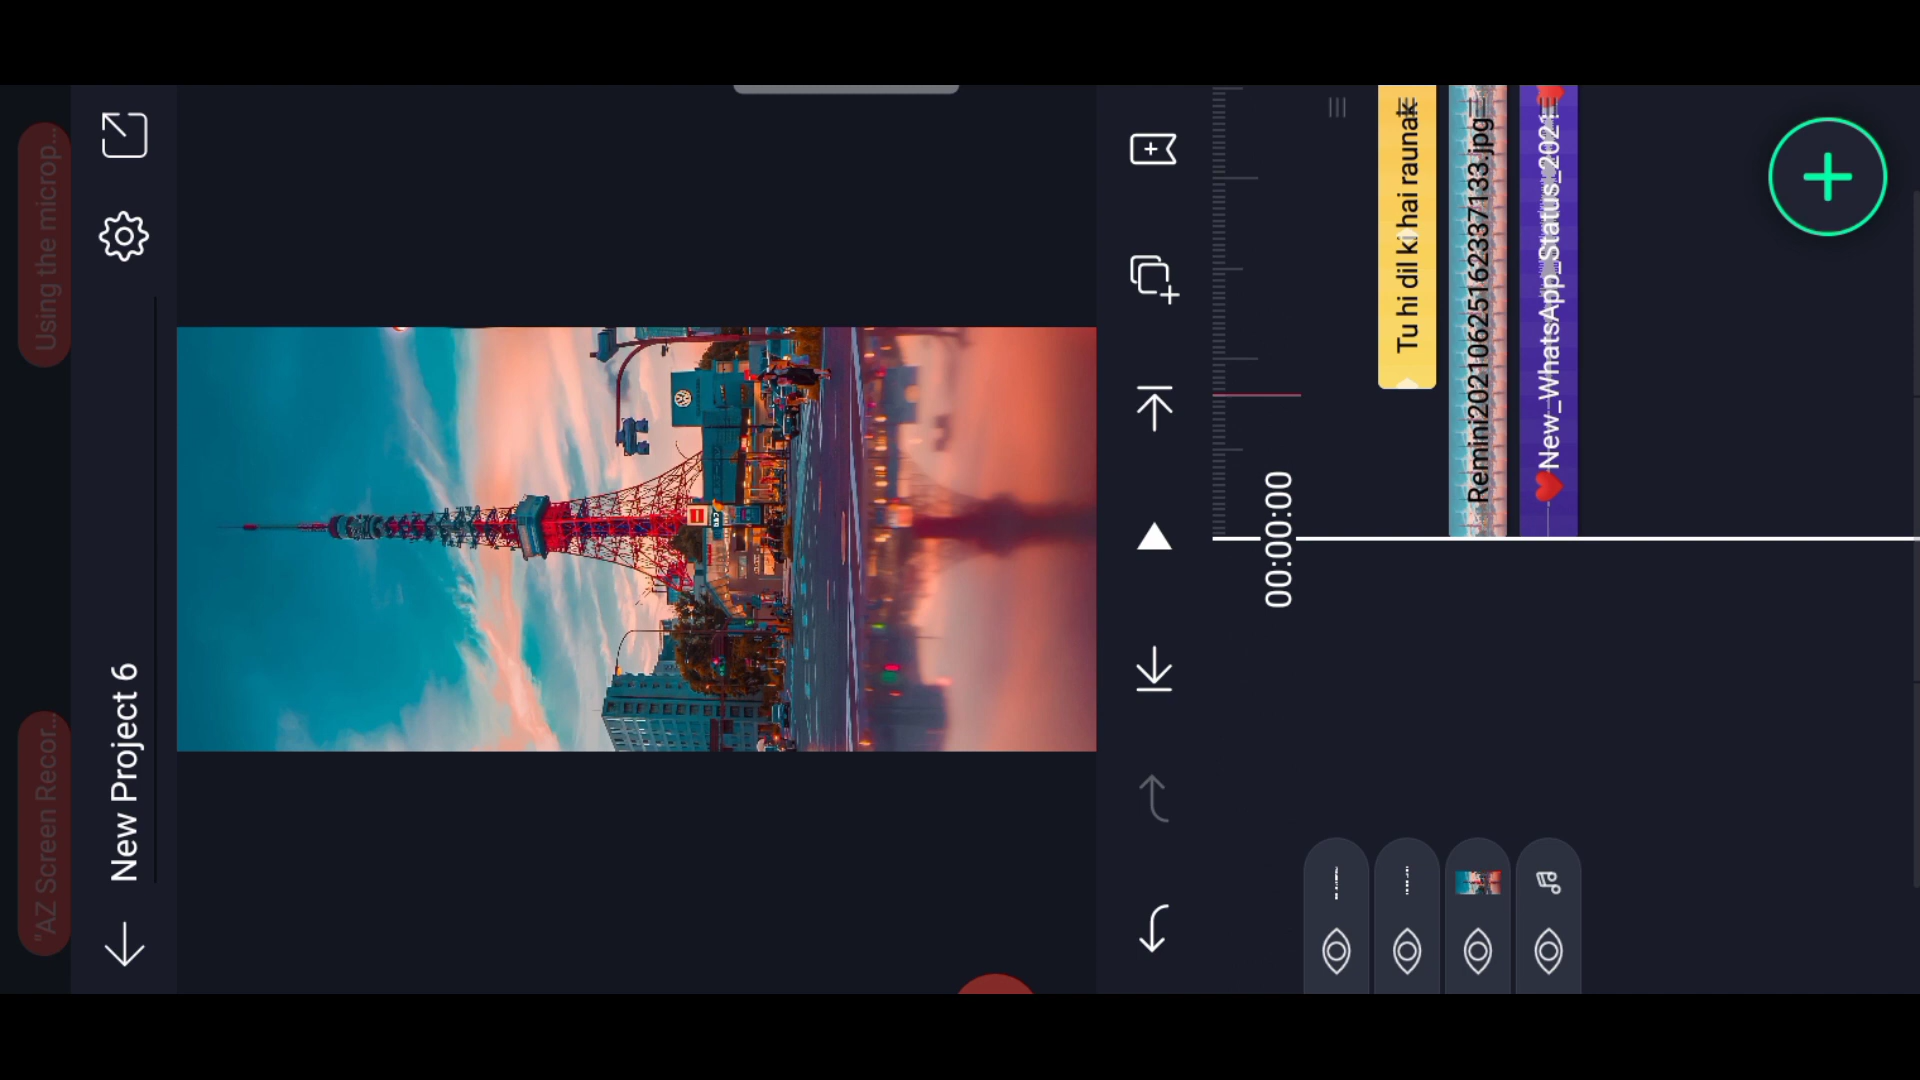 "AZ Screen Recor...
Using the microp...
New Project 6
00:00:00
Tu hi dil ki hai raunak
Remini20210625162337133.jpg
❤️New_WhatsApp_Status_2021❤️